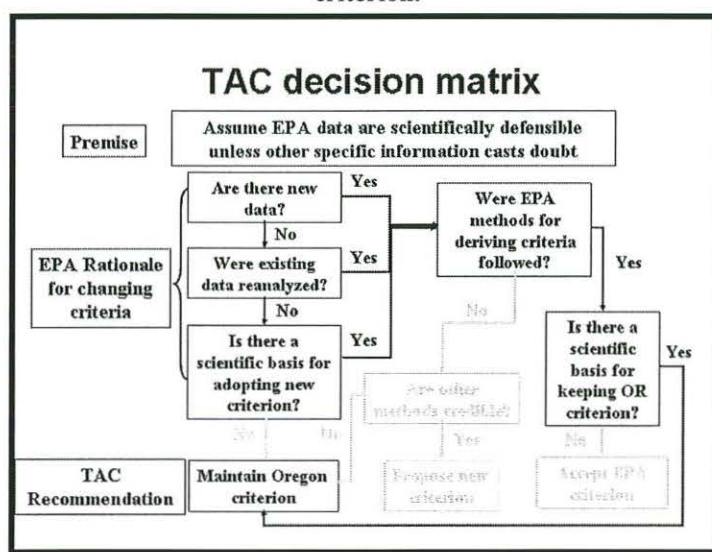 criterion.
TAC decision matrix
Premise
Assume EPA data are scientifically defensible
unless other specific information casts doubt
Are there new
data?
Yes
No
Were existing
data reanalyzed?
Yes
No
Is there a
scientific basis for
adopting new
criterion?
Yes
EPA Rationale
for changing
criteria
Were EPA
methods for
deriving criteria
followed?
Yes
No
Is there a
scientific
basis for
keeping OR
criterion?
Yes
Are other
methods credible?
No
No
Yes
No
TAC
Recommendation
Maintain Oregon
criterion
Propose new
criterion
Accept EPA
criterion